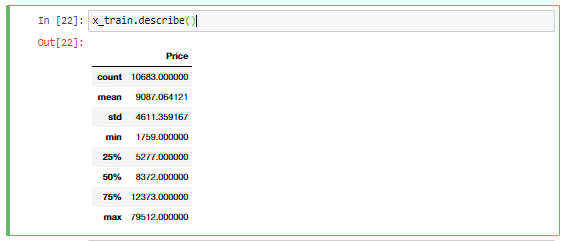 In [22]: x_train.describe()
Out[22]:
Price
count 10683.000000
mean 9087.064121
std 4611.359167
min 1759.000000
25% 5277.000000
50% 8372.000000
75% 12373.000000
max 79512.000000